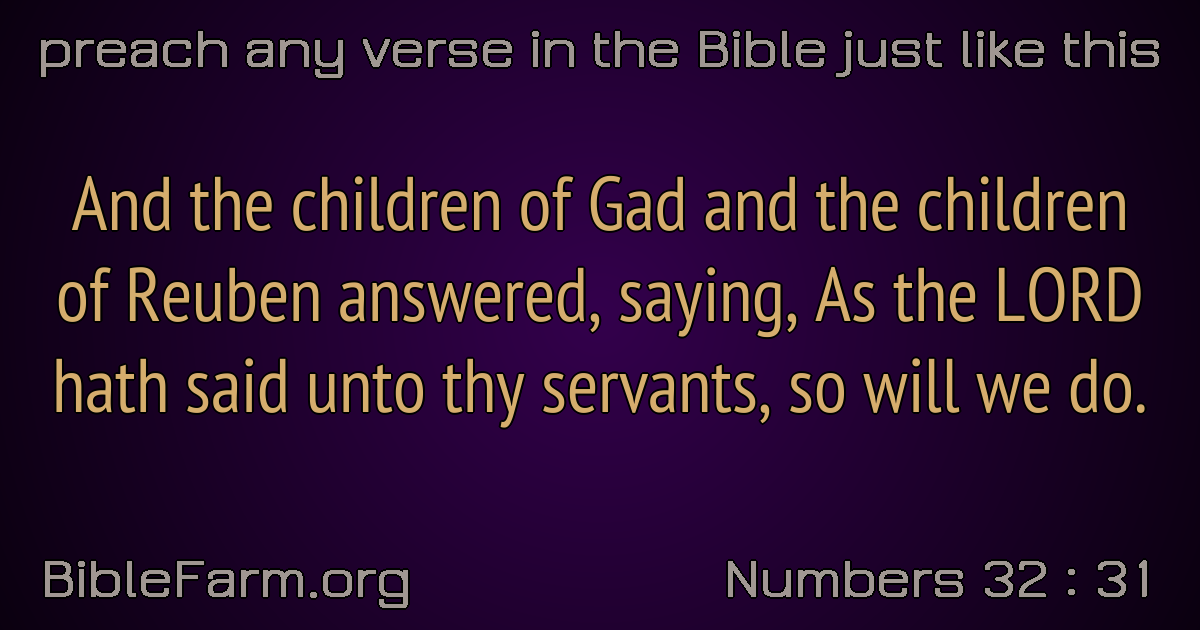 preach any verse in the Bible just like this
And the children of Gad and the children
of Reuben answered, saying, As the LORD
hath said unto thy servants, so will we do.
BibleFarm.org
Numbers 32 : 31